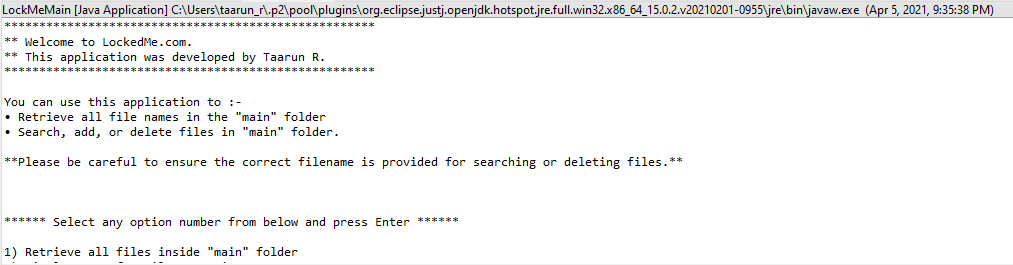 LockMeMain [Java Application] C:\Users\taarun_r\.p2\pool\plugins\org.eclipse.justj.openjdk.hotspot.jre.full.win32.x86_64_15.0.2.v20210201-0955\jre\bin\javaw.exe (Apr 5, 2021, 9:35:38 PM)
*****************************************************
** Welcome to LockedMe.com.
** This application was developed by Taarun R.
*****************************************************
You can use this application to :-
• Retrieve all file names in the "main" folder
• Search, add, or delete files in "main" folder.
**Please be careful to ensure the correct filename is provided for searching or deleting files.**
****** Select any option number from below and press Enter ******
1) Retrieve all files inside "main" folder